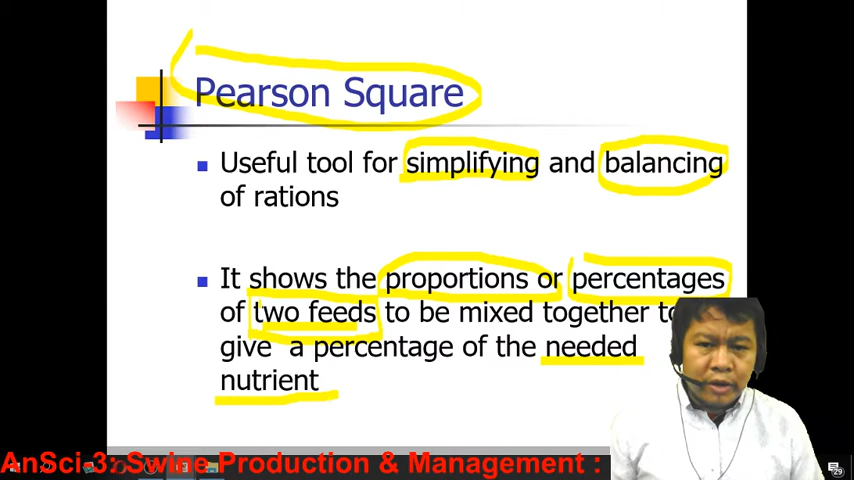 Pearson Square
Useful tool for simplifying and balancing
of rations
It shows the proportions or percentages
of two feeds to be mixed together to
give a percentage of the needed
nutrient
AnSci-3: Swine Production & Management :
29